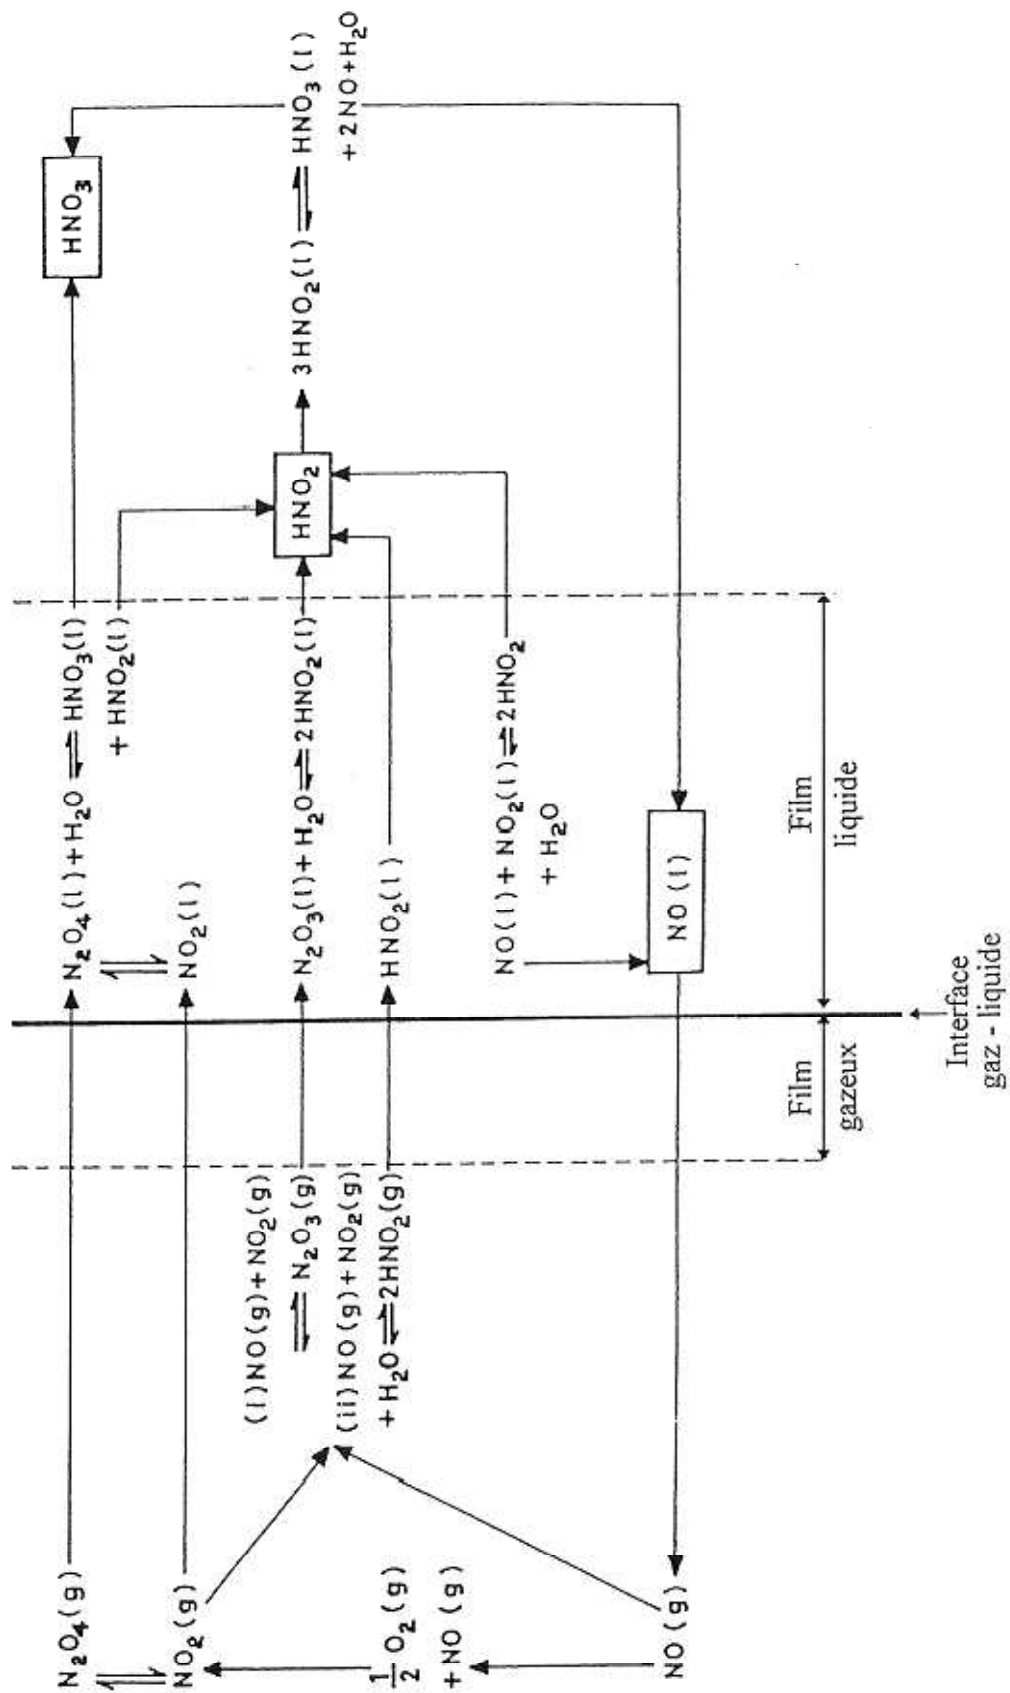 N₂O₄(g)
⇌
NO₂(g)
½O₂(g)
+NO(g)
NO(g)
(i)NO(g)+NO₂(g)
⇌N₂O₃(g)
(ii)NO(g)+NO₂(g)
+H₂O⇌2HNO₂(g)
N₂O₄(l)+H₂O⇌HNO₃(l)
+HNO₂(l)
⇌
NO₂(l)
N₂O₃(l)+H₂O⇌2HNO₂(l)
HNO₂(l)
NO(l)+NO₂(l)⇌2HNO₂
+H₂O
NO(l)
HNO₃
HNO₂
3HNO₂(l)⇌HNO₃(l)
+2NO+H₂O
Film
gazeux
Film
liquide
Interface
gaz - liquide